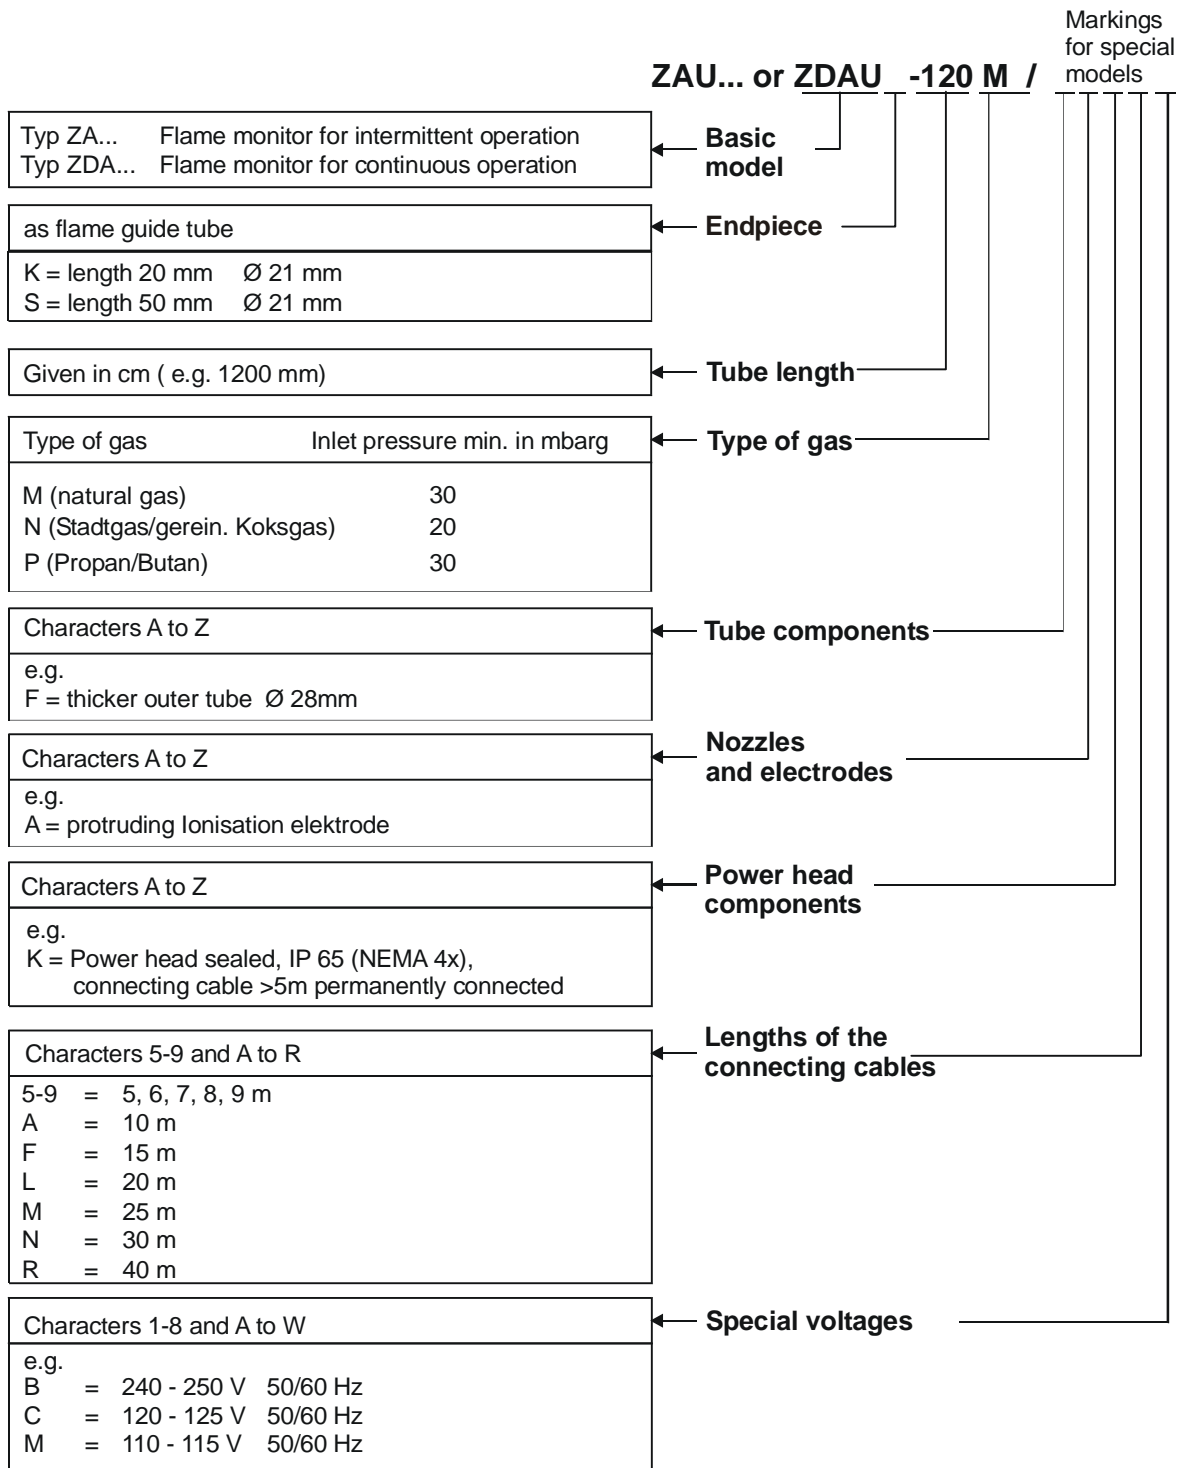 Markings
for special
models
ZAU... or ZDAU -120 M /
Typ ZA... Flame monitor for intermittent operation
Typ ZDA... Flame monitor for continuous operation
Basic
model
as flame guide tube
Endpiece
K = length 20 mm Ø 21 mm
S = length 50 mm Ø 21 mm
Given in cm ( e.g. 1200 mm)
Tube length
Type of gas Inlet pressure min. in mbarg
Type of gas
M (natural gas) 30
N (Stadtgas/gerein. Koksgas) 20
P (Propan/Butan) 30
Characters A to Z
Tube components
e.g.
F = thicker outer tube Ø 28mm
Characters A to Z
Nozzles
and electrodes
e.g.
A = protruding Ionisation elektrode
Characters A to Z
Power head
components
e.g.
K = Power head sealed, IP 65 (NEMA 4x),
connecting cable >5m permanently connected
Characters 5-9 and A to R
Lengths of the
connecting cables
5-9 = 5, 6, 7, 8, 9 m
A = 10 m
F = 15 m
L = 20 m
M = 25 m
N = 30 m
R = 40 m
Characters 1-8 and A to W
Special voltages
e.g.
B = 240 - 250 V 50/60 Hz
C = 120 - 125 V 50/60 Hz
M = 110 - 115 V 50/60 Hz